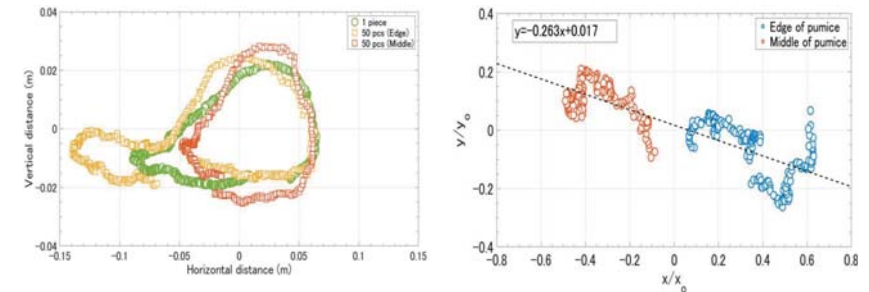 0.04
0.02
0
-0.02
-0.04
-0.15
-0.1
-0.05
0
0.05
0.1
0.15
Vertical distance (m)
Horizontal distance (m)
1 piece
50 pcs (Edge)
50 pcs (Middle)
0.4
0.2
0
-0.2
-0.4
-0.8
-0.6
-0.4
-0.2
0
0.2
0.4
0.6
0.8
y/y₀
x/x₀
y=-0.263x+0.017
Edge of pumice
Middle of pumice